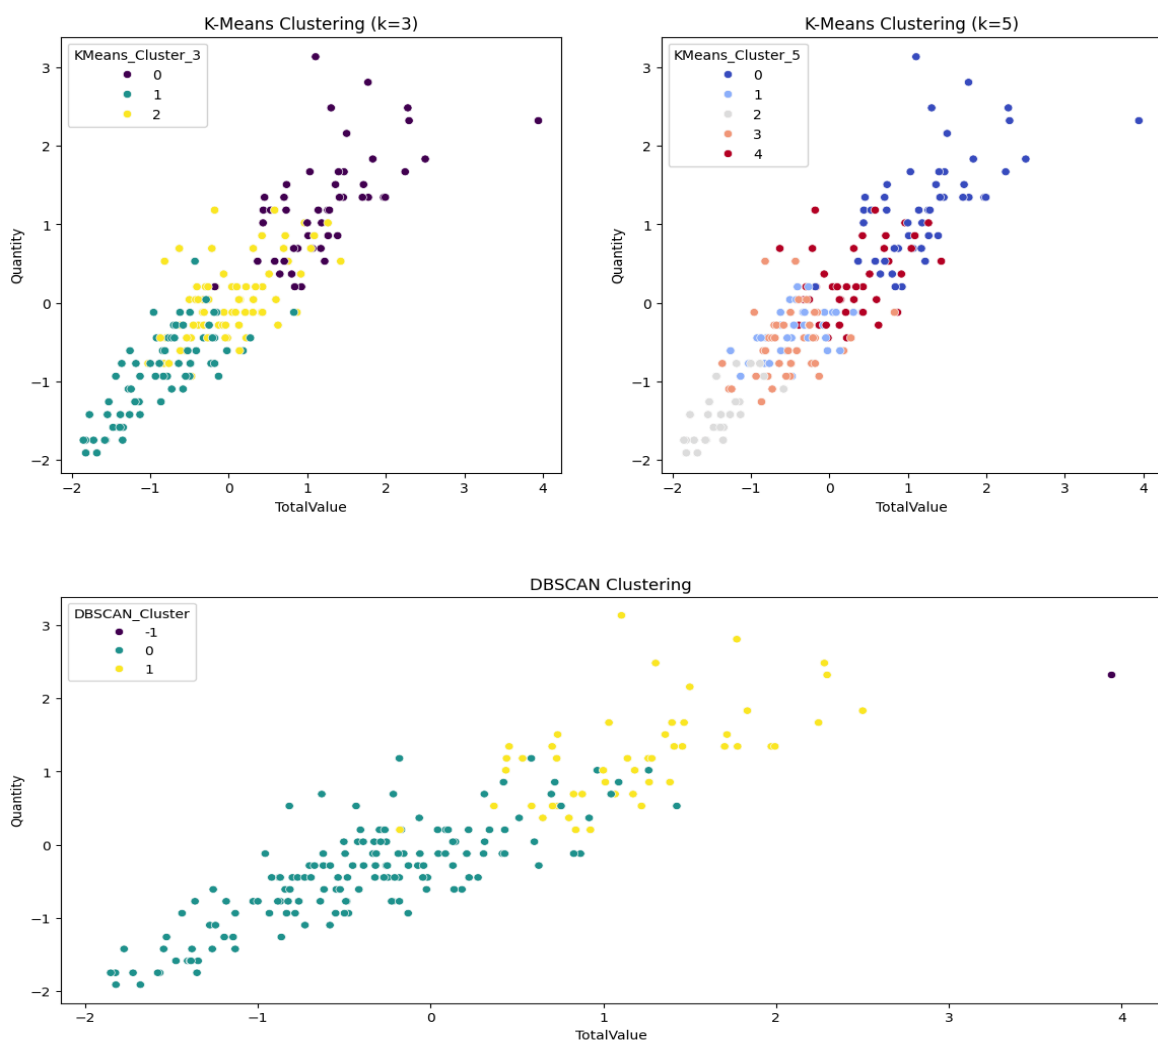 K-Means Clustering (k=3)
KMeans_Cluster_3
0
1
2
3
2
1
0
−1
−2
Quantity
−2 −1 0 1 2 3 4
TotalValue
K-Means Clustering (k=5)
KMeans_Cluster_5
0
1
2
3
4
3
2
1
0
−1
−2
Quantity
−2 −1 0 1 2 3 4
TotalValue
DBSCAN Clustering
DBSCAN_Cluster
-1
0
1
3
2
1
0
−1
−2
Quantity
−2 −1 0 1 2 3 4
TotalValue